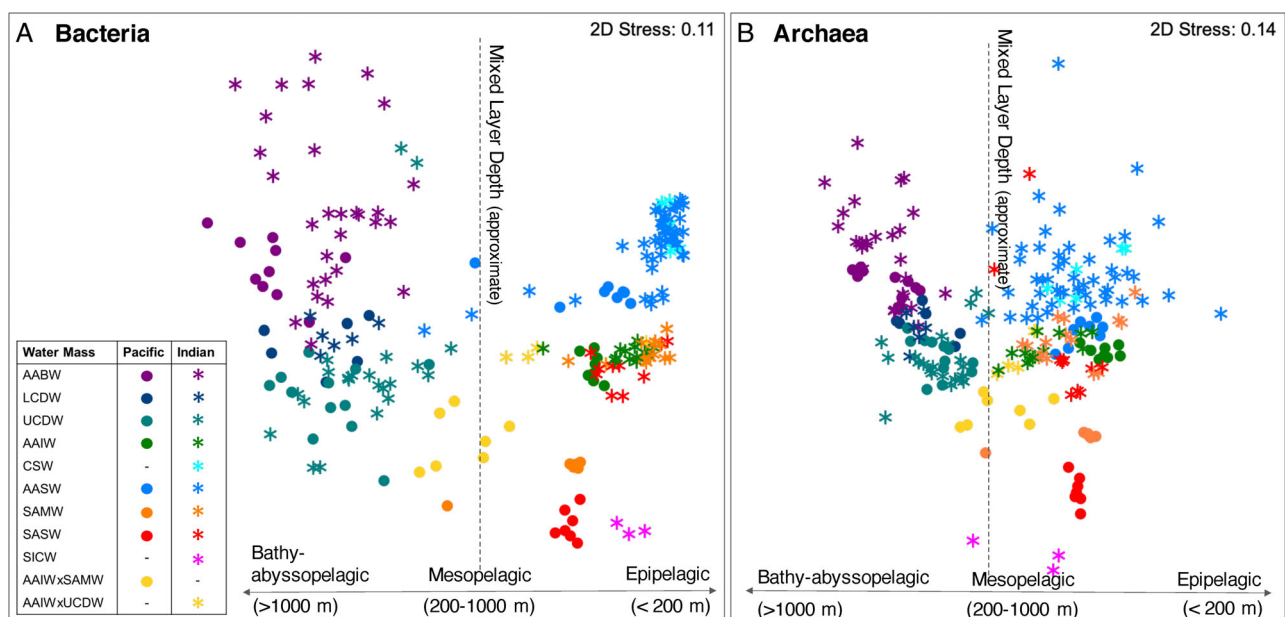 A Bacteria
2D Stress: 0.11
Mixed Layer Depth (approximate)
Water Mass Pacific Indian
AABW
LCDW
UCDW
AAIW
CSW -
AASW
SAMW
SASW
SICW -
AAIWxSAMW -
AAIWxUCDW -
Bathy-
abyssopelagic
(>1000 m)
Mesopelagic
(200-1000 m)
Epipelagic
(< 200 m)
B Archaea
2D Stress: 0.14
Mixed Layer Depth (approximate)
Bathy-abyssopelagic
(>1000 m)
Mesopelagic
(200-1000 m)
Epipelagic
(< 200 m)